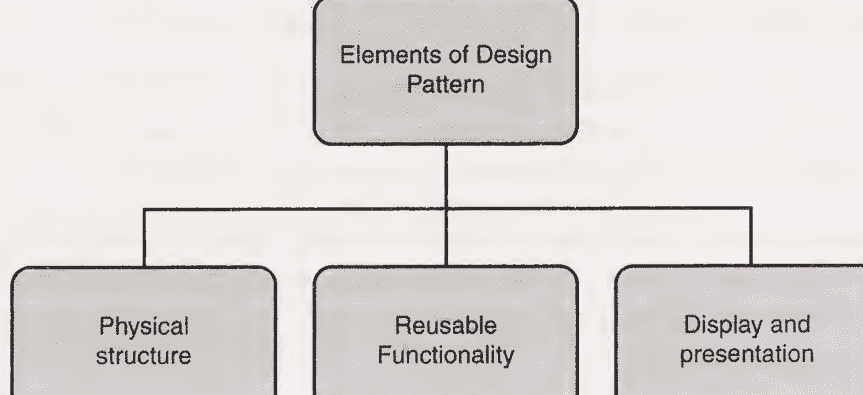 Elements of Design
Pattern
Physical
structure
Reusable
Functionality
Display and
presentation